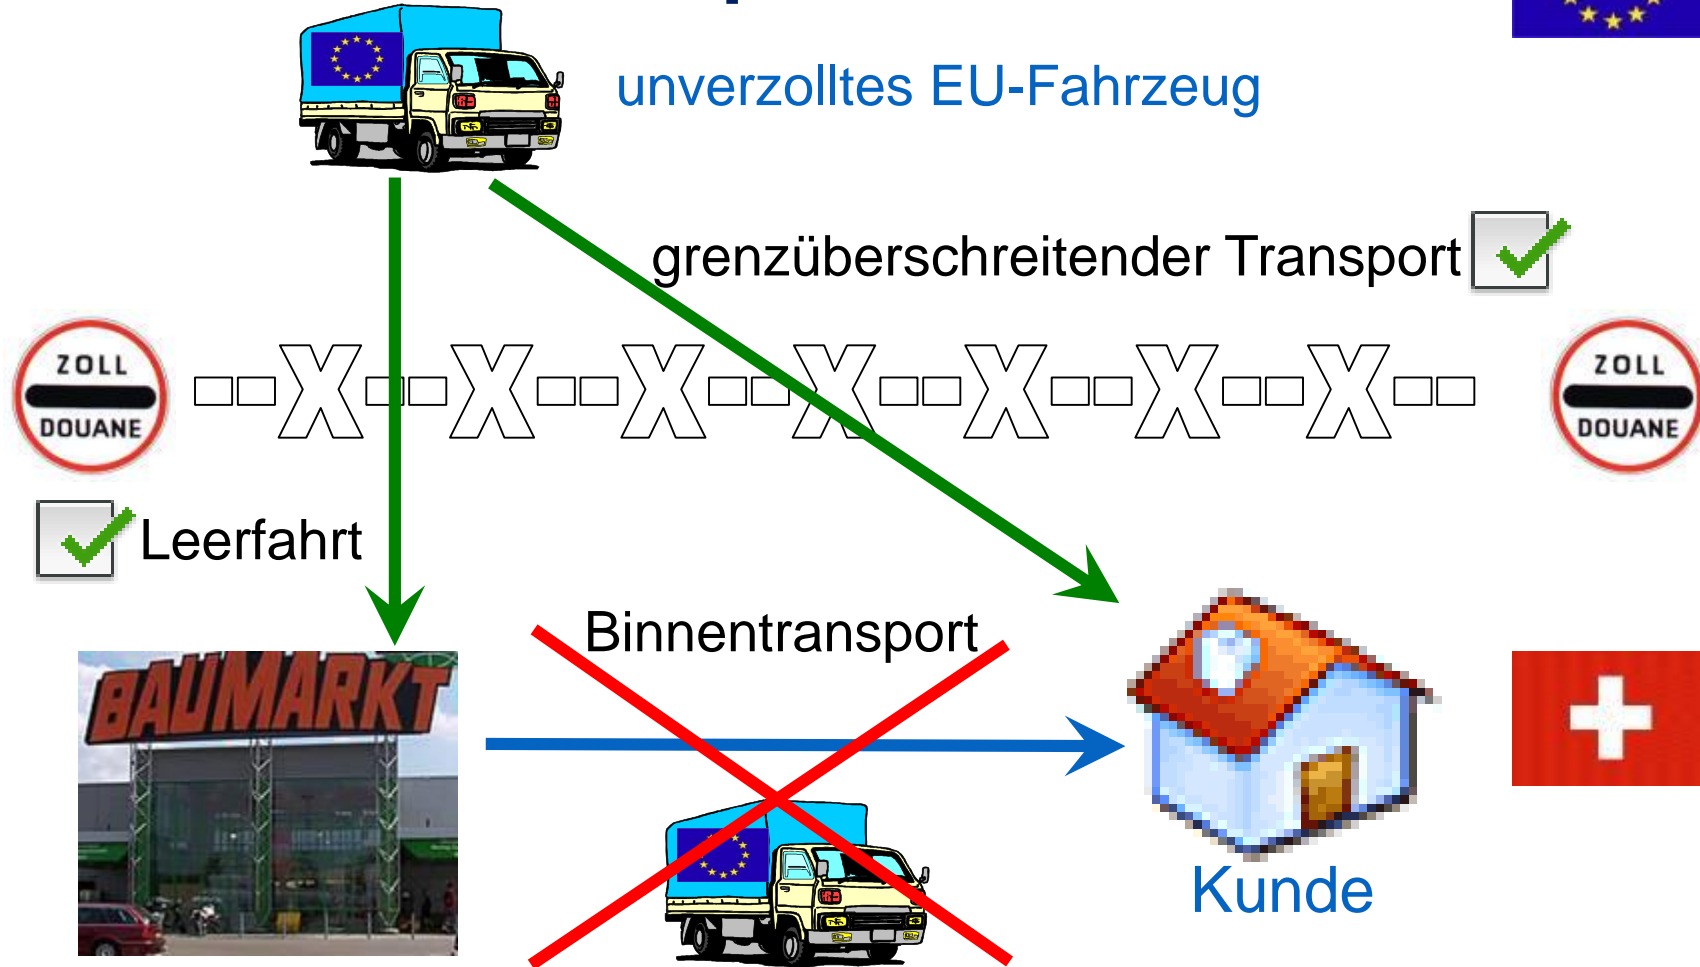 unverzolltes EU-Fahrzeug
grenzüberschreitender Transport
ZOLL
DOUANE
ZOLL
DOUANE
Leerfahrt
Binnentransport
BAUMARKT
Kunde